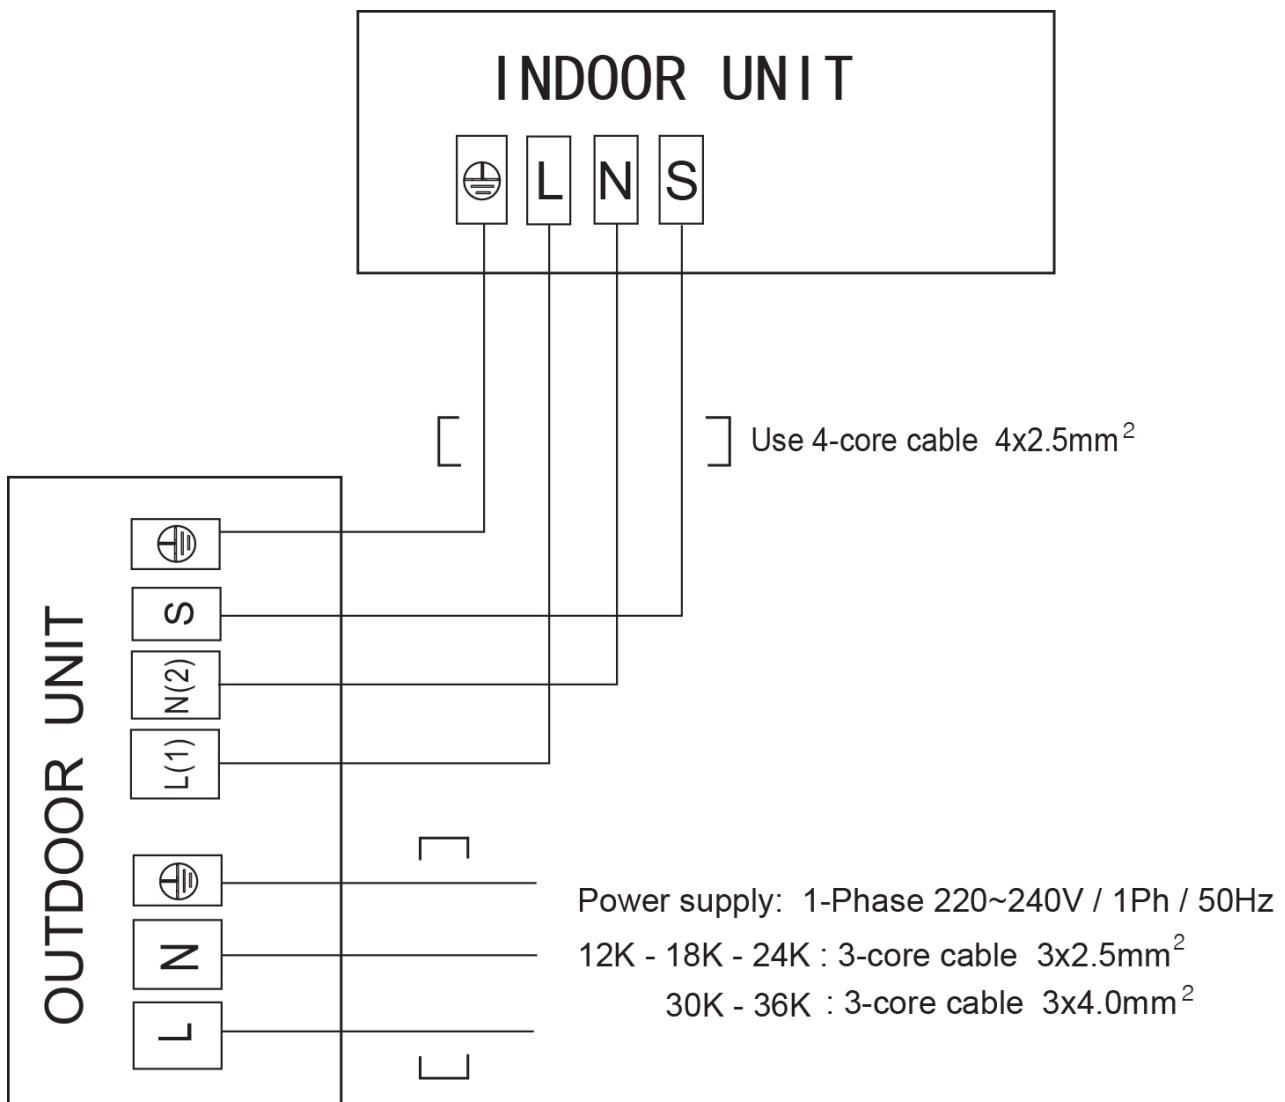 INDOOR UNIT
L N S
Use 4-core cable 4x2.5mm²
OUTDOOR UNIT
S
N(2)
L(1)
N
L
Power supply: 1-Phase 220~240V / 1Ph / 50Hz
12K - 18K - 24K : 3-core cable 3x2.5mm²
30K - 36K : 3-core cable 3x4.0mm²